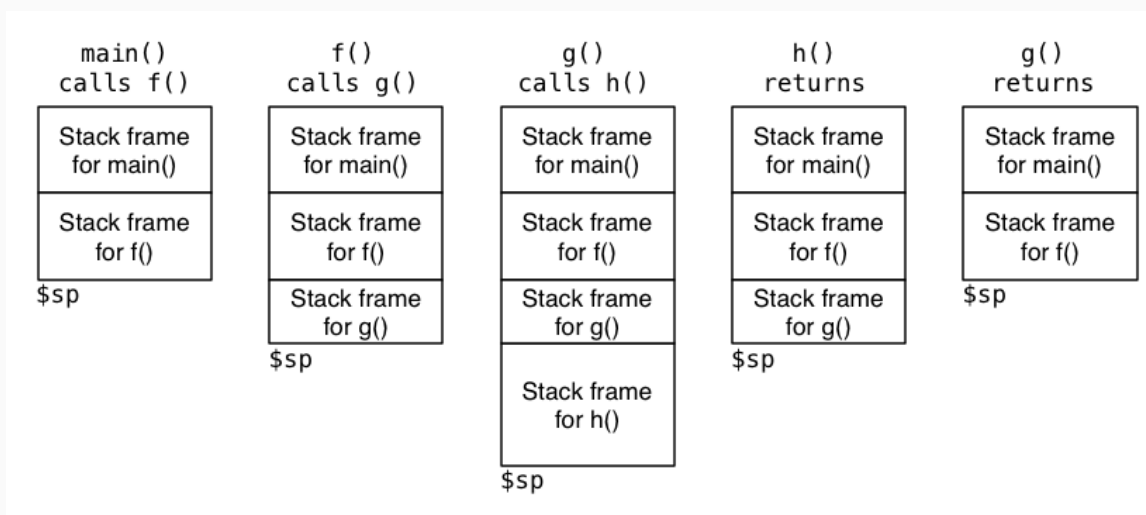 main()
calls f()
Stack frame
for main()
Stack frame
for f()
$sp
f()
calls g()
Stack frame
for main()
Stack frame
for f()
Stack frame
for g()
$sp
g()
calls h()
Stack frame
for main()
Stack frame
for f()
Stack frame
for g()
Stack frame
for h()
$sp
h()
returns
Stack frame
for main()
Stack frame
for f()
Stack frame
for g()
$sp
g()
returns
Stack frame
for main()
Stack frame
for f()
$sp